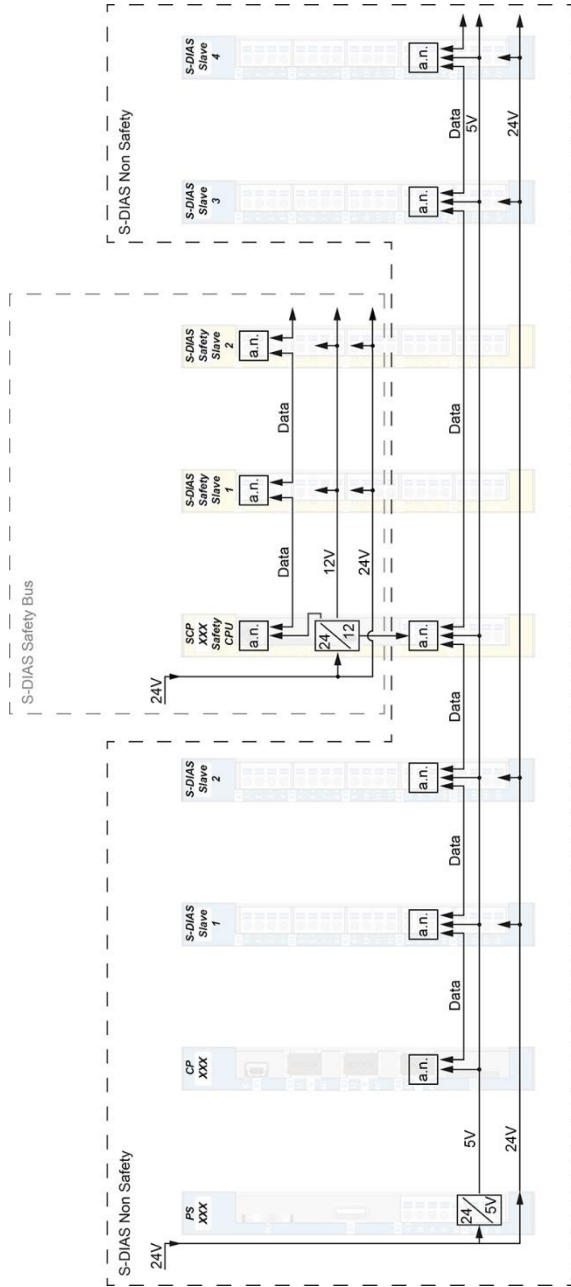 S-DIAS Safety Bus
S-DIAS Non Safety
S-DIAS Non Safety
24V
24V
PS
XXX
CP
XXX
S-DIAS
Slave
1
S-DIAS
Slave
2
SCP
XXX
Safety
CPU
S-DIAS
Safety
Slave
1
S-DIAS
Safety
Slave
2
S-DIAS
Slave
3
S-DIAS
Slave
4
a.n.
a.n.
a.n.
Data
Data
24
12
12V
24V
a.n.
a.n.
a.n.
a.n.
a.n.
a.n.
Data
Data
Data
Data
Data
24
5V
5V
5V
24V
24V